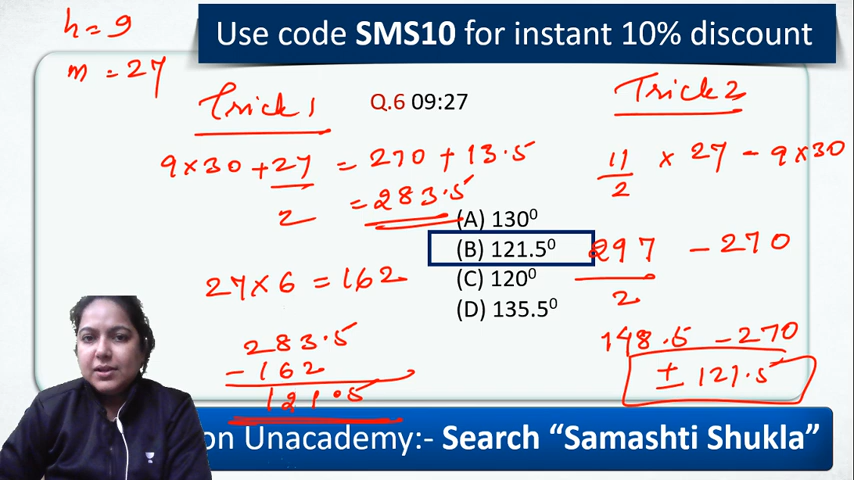 h = 9
m = 27
Use code SMS10 for instant 10% discount
Trick 1
Q.6 09:27
Trick 2
9 x 30 + 27/2 = 270 + 13.5
= 283.5
11/2 x 27 - 9 x 30
(A) 130⁰
(B) 121.5⁰
(C) 120⁰
(D) 135.5⁰
27 x 6 = 162
283.5
- 162
121.5
297/2 - 270
148.5 - 270
± 121.5
on Unacademy:- Search “Samashti Shukla”